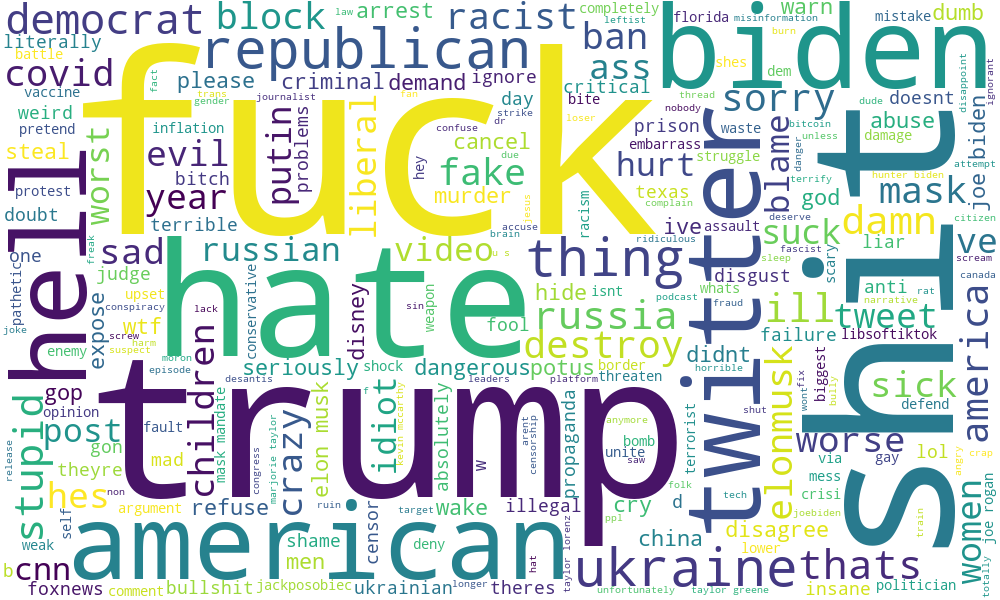 democrat
block
law
arrest
racist
completely
leftist
florida
misinformation
warn
mistake
dumb
literally
battle
republican
ban
burn
biden
covid
fact
please
criminal
demand
ignore
ass
shes
dem
vaccine
trans
gender
journalist
fan
day
bite
critical
thread
sorry
dude
doesnt
disappoint
ignorant
weird
pretend
inflation
confuse
strike
dr
loser
prison
nobody
waste
bitcoin
unless
abuse
damage
steal
worst
evil
putin
problems
liberal
hey
cancel
due
fake
hurt
embarrass
struggle
blame
danger
attempt
protest
bitch
fuck
murder
jesus
texas
terrify
god
hunter biden
mask
joe biden
doubt
year
terrible
accuse
brain
racism
complain
ive
assault
deserve
suck
damn
citizen
one
hell
freak
sad
russian
video
u s
thing
ridiculous
twitter
fascist
sleep
scary
liar
ve
scream
pathetic
judge
conservative
hate
sin
weapon
hide
isnt
podcast
whats
disgust
fraud
anti
rat
canada
narrative
expose
upset
conspiracy
lack
disney
fool
russia
ill
tweet
shit
america
joke
wtf
screw
harm
suspect
destroy
failure
libsoftiktok
enemy
moron
episode
children
seriously
shock
dangerous
potus
border
didnt
horrible
gop
desantis
f
leaders
platform
threaten
elonmusk
wont
fix
biggest
bully
sick
defend
stupid
opinion
post
fault
mask mandate
trump
kevin mccarthy
idiot
absolutely
arent
censorship
propaganda
anymore
shut
worse
gay
lol
angry
crap
gon
theyre
mad
congress
marjorie taylor
crazy
elon musk
w
unite
bomb
saw
terrorist
via
mess
women
joe rogan
release
hes
non
argument
refuse
ruin
target
wake
illegal
cry
folk
d
tech
crisi
joebiden
train
weak
self
american
shame
censor
deny
hat
taylor lorenz
ppl
china
disagree
lower
b
cnn
men
ukraine
thats
foxnews
comment
bullshit
jackposobiec
ukrainian
longer
theres
unfortunately
taylor greene
insane
politician
totally